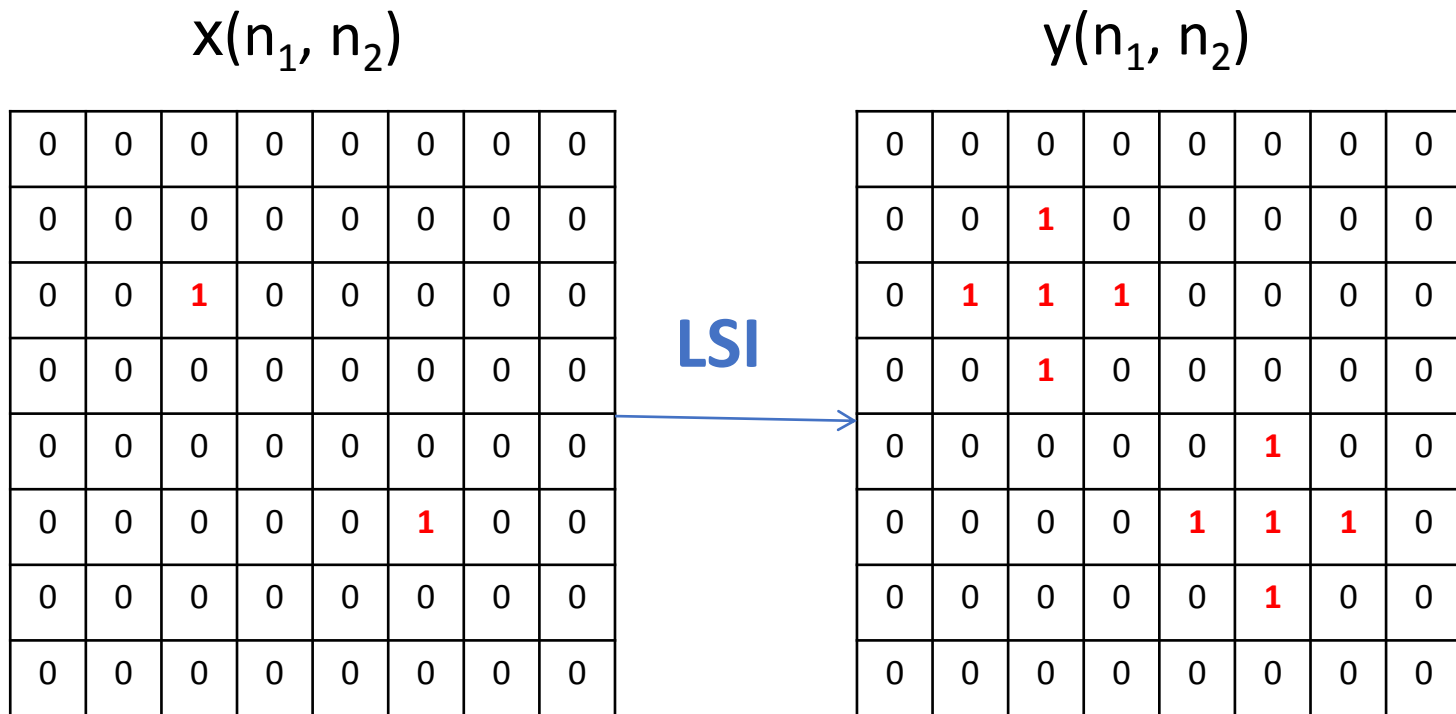 x(n₁, n₂) y(n₁, n₂)
0 0 0 0 0 0 0 0 0 0 0 0 0 0 0 0
0 0 0 0 0 0 0 0 0 0 1 0 0 0 0 0
0 0 1 0 0 0 0 0 0 1 1 1 0 0 0 0
LSI
0 0 0 0 0 0 0 0 0 0 1 0 0 0 0 0
0 0 0 0 0 0 0 0 0 0 0 0 0 1 0 0
0 0 0 0 0 1 0 0 0 0 0 0 1 1 1 0
0 0 0 0 0 0 0 0 0 0 0 0 0 1 0 0
0 0 0 0 0 0 0 0 0 0 0 0 0 0 0 0